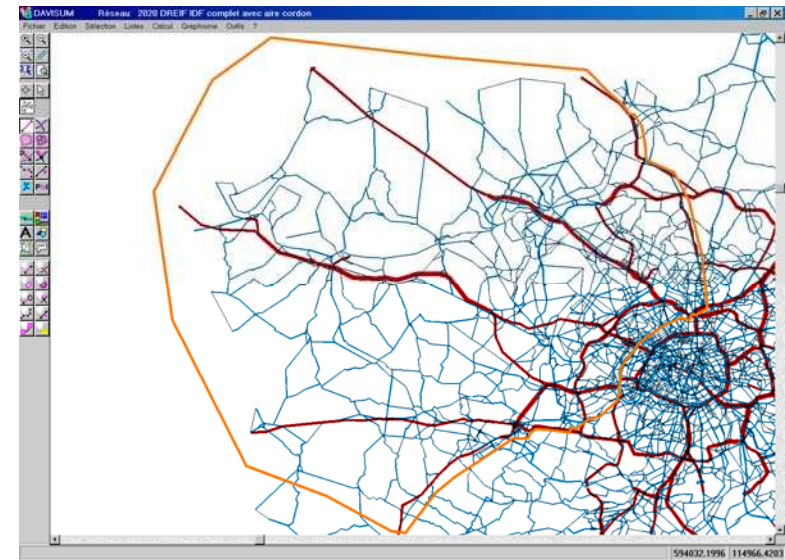 DAVISUM Réseau: 2020 DREIF IDF complet avec aire cordon
Fichier Edition Sélection Listes Calcul Graphisme Outils ?
594032.1996 114966.4203